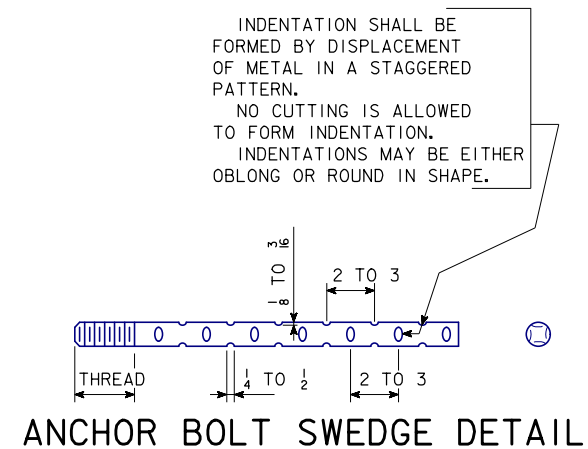 INDENTATION SHALL BE
FORMED BY DISPLACEMENT
OF METAL IN A STAGGERED
PATTERN.
NO CUTTING IS ALLOWED
TO FORM INDENTATION.
INDENTATIONS MAY BE EITHER
OBLONG OR ROUND IN SHAPE.
1/8 TO 3/16
2 TO 3
THREAD
1/4 TO 1/2
2 TO 3
ANCHOR BOLT SWEDGE DETAIL